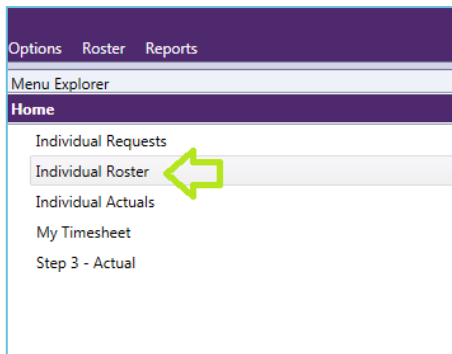 Options Roster Reports
Menu Explorer
Home
Individual Requests
Individual Roster
Individual Actuals
My Timesheet
Step 3 - Actual